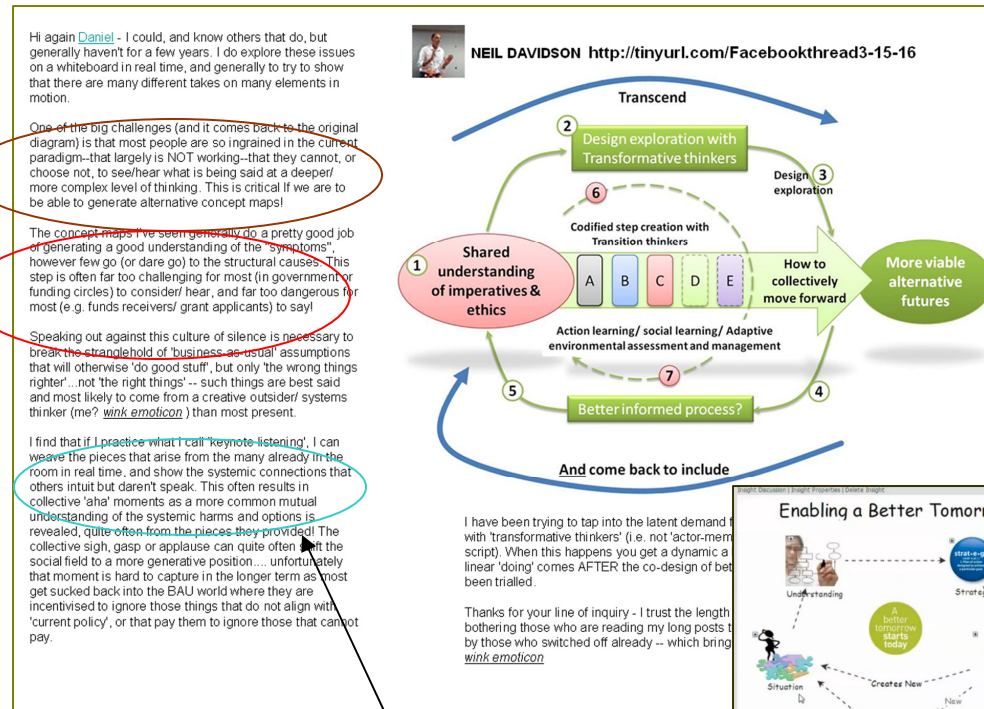 Hi again Daniel - I could, and know others that do, but
generally haven't for a few years. I do explore these issues
on a whiteboard in real time, and generally to try to show
that there are many different takes on many elements in
motion.
One of the big challenges (and it comes back to the original
diagram) is that most people are so ingrained in the current
paradigm--that largely is NOT working--that they cannot, or
choose not, to see/hear what is being said at a deeper/
more complex level of thinking. This is critical If we are to
be able to generate alternative concept maps!
The concept maps I've seen generally do a pretty good job
of generating a good understanding of the "symptoms",
however few go (or dare go) to the structural causes. This
step is often far too challenging for most (in government or
funding circles) to consider/ hear, and far too dangerous for
most (e.g. funds receivers/ grant applicants) to say!
Speaking out against this culture of silence is necessary to
break the stranglehold of 'business-as-usual' assumptions
that will otherwise 'do good stuff', but only 'the wrong things
righter'...not 'the right things' -- such things are best said
and most likely to come from a creative outsider/ systems
thinker (me? wink emoticon ) than most present.
I find that if I practice what I call 'keynote listening', I can
weave the pieces that arise from the many already in the
room in real time, and show the systemic connections that
others intuit but daren't speak. This often results in
collective 'aha' moments as a more common mutual
understanding of the systemic harms and options is
revealed, quite often from the pieces they provided! The
collective sigh, gasp or applause can quite often shift the
social field to a more generative position.... unfortunately
that moment is hard to capture in the longer term as most
get sucked back into the BAU world where they are
incentivised to ignore those things that do not align with
'current policy', or that pay them to ignore those that cannot
pay.
NEIL DAVIDSON http://tinyurl.com/Facebookthread3-15-16
Transcend
2
Design exploration with
Transformative thinkers
Design 3
exploration
6
Codified step creation with
Transition thinkers
1
Shared
understanding
of imperatives &
ethics
A B C D E
How to
collectively
move forward
More viable
alternative
futures
Action learning/ social learning/ Adaptive
environmental assessment and management
7
5
4
Better informed process?
And come back to include
I have been trying to tap into the latent demand
with 'transformative thinkers' (i.e. not 'actor-mem
script). When this happens you get a dynamic a
linear 'doing' comes AFTER the co-design of bet
been trialled.
Thanks for your line of inquiry - I trust the length
bothering those who are reading my long posts t
by those who switched off already -- which bring
wink emoticon
Insight Discussion | Insight Properties | Delete Insight
Enabling a Better Tomorr
strat•e•g
Understanding
Strateg
A
better
tomorrow
starts
today
Situation
Creates New
New